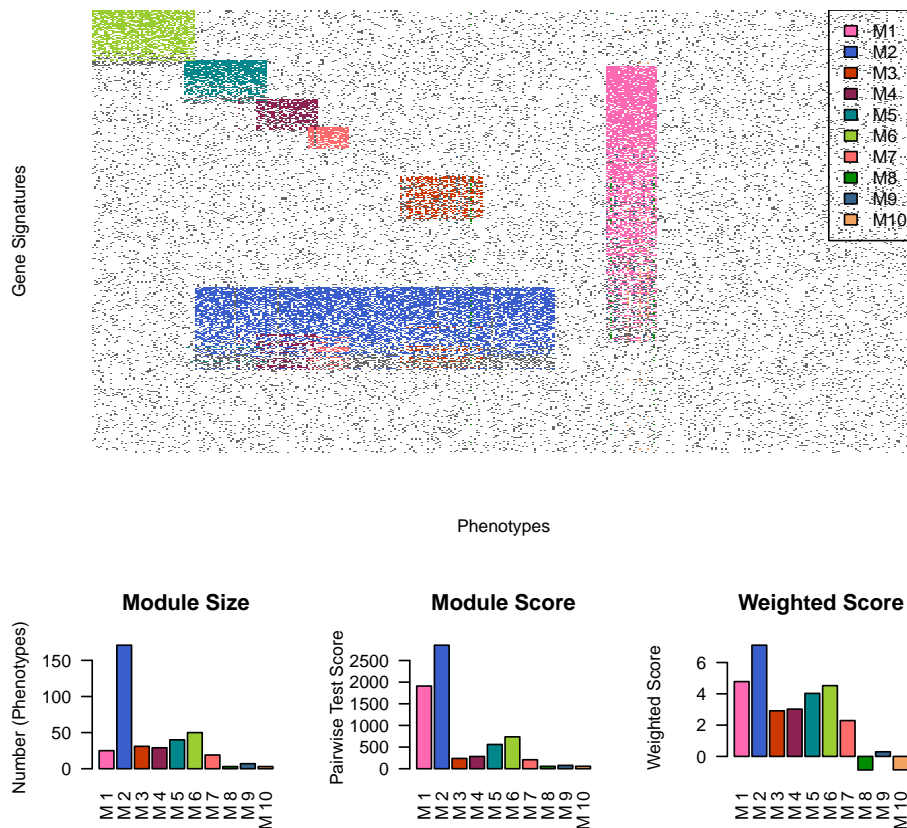 Gene Signatures
M1
M2
M3
M4
M5
M6
M7
M8
M9
M10
Phenotypes
Module Size
Number (Phenotypes)
150
100
50
0
M 1
M 2
M 3
M 4
M 5
M 6
M 7
M 8
M 9
M 10
Module Score
Pairwise Test Score
2500
2000
1500
1000
500
0
M 1
M 2
M 3
M 4
M 5
M 6
M 7
M 8
M 9
M 10
Weighted Score
Weighted Score
6
4
2
0
M 1
M 2
M 3
M 4
M 5
M 6
M 7
M 8
M 9
M 10